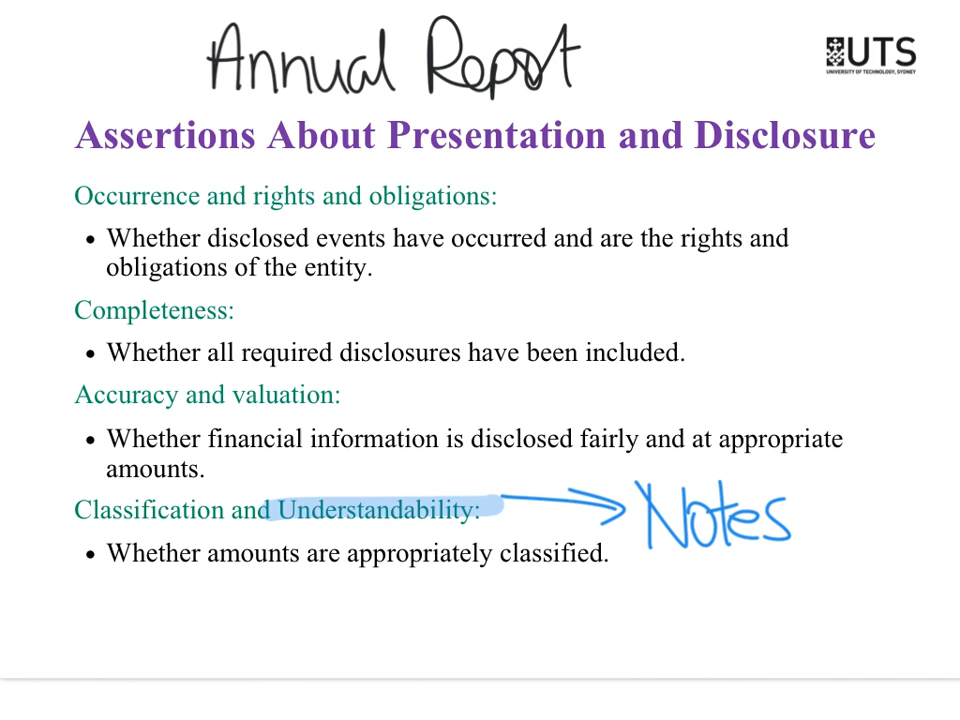 Annual Report
UTS
UNIVERSITY OF TECHNOLOGY, SYDNEY
Assertions About Presentation and Disclosure
Occurrence and rights and obligations:
• Whether disclosed events have occurred and are the rights and
obligations of the entity.
Completeness:
• Whether all required disclosures have been included.
Accuracy and valuation:
• Whether financial information is disclosed fairly and at appropriate
amounts.
Classification and Understandability:
Notes
• Whether amounts are appropriately classified.